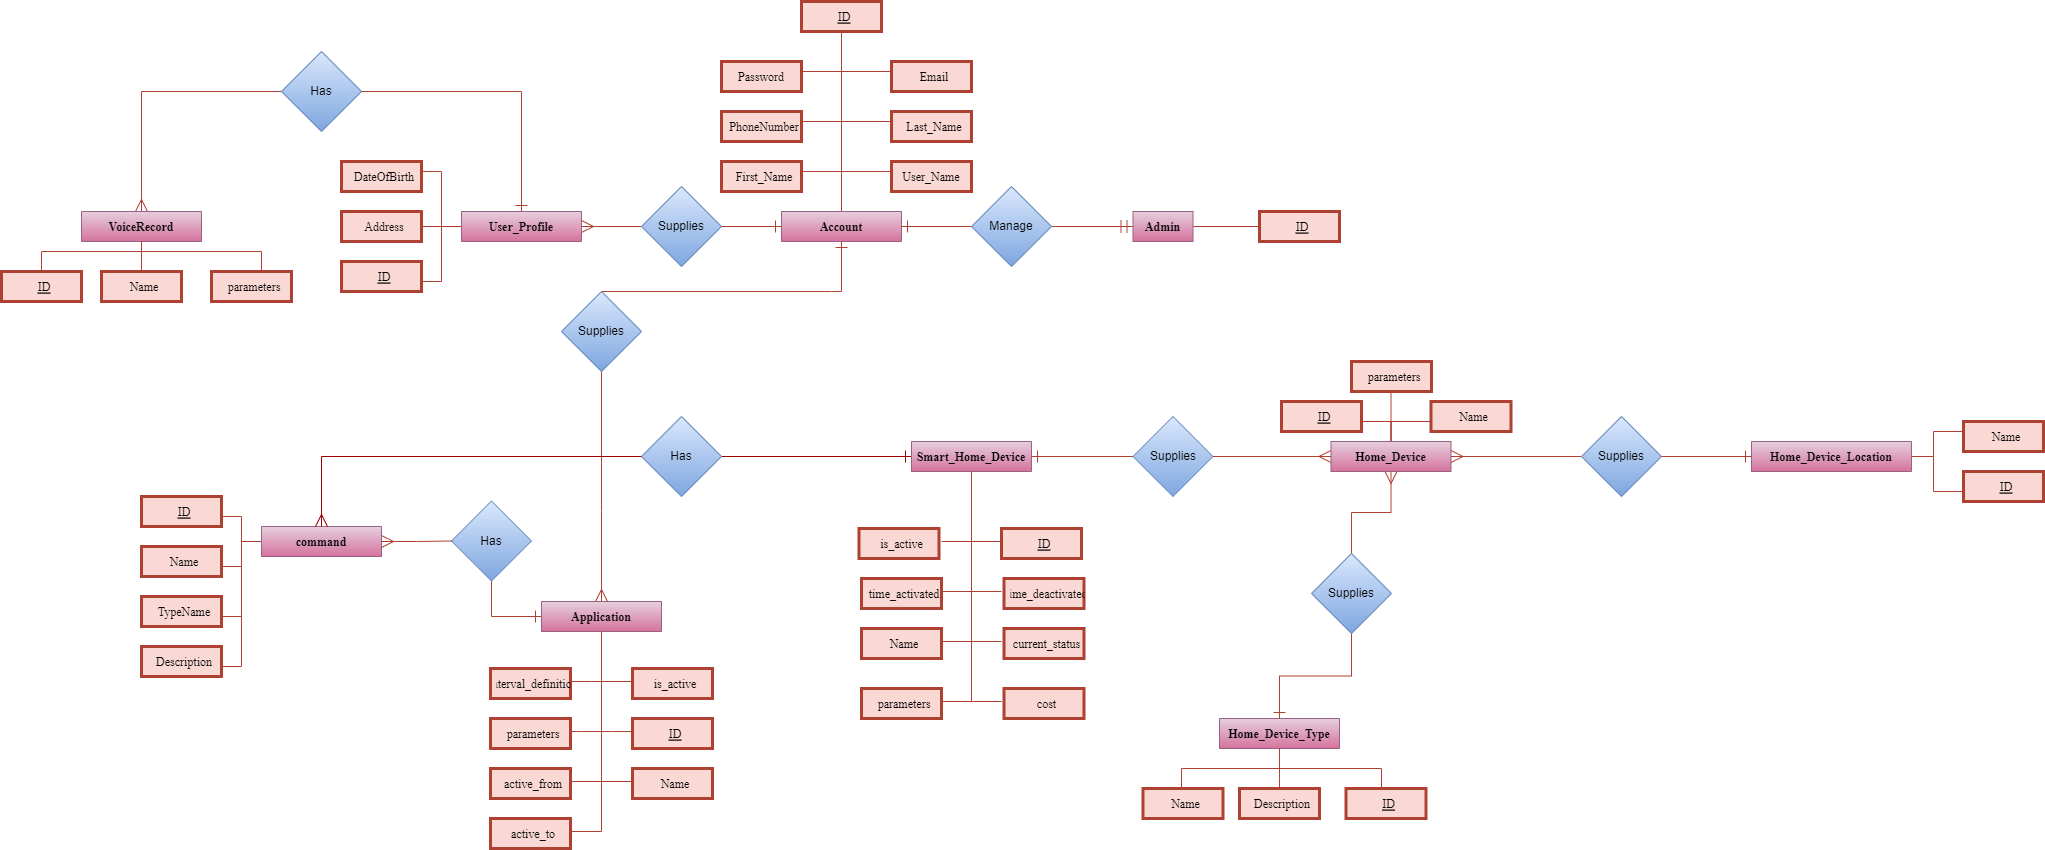 ID
Password
Email
Has
PhoneNumber
Last_Name
DateOfBirth
First_Name
User_Name
VoiceRecord
Address
User_Profile
Supplies
Account
Manage
Admin
ID
ID
Name
parameters
ID
Supplies
parameters
ID
Name
Name
Has
Smart_Home_Device
Supplies
Home_Device
Supplies
Home_Device_Location
ID
ID
command
Has
is_active
ID
Name
time_activated
ime_deactivated
Supplies
TypeName
Application
Name
current_status
Description
terval_definitio
is_active
parameters
cost
parameters
ID
Home_Device_Type
active_from
Name
Name
Description
ID
active_to